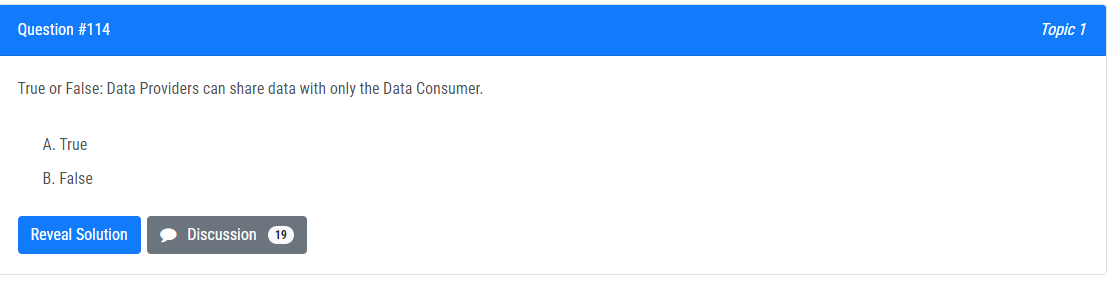 Question #114
Topic 1
True or False: Data Providers can share data with only the Data Consumer.
A. True
B. False
Reveal Solution
Discussion 19